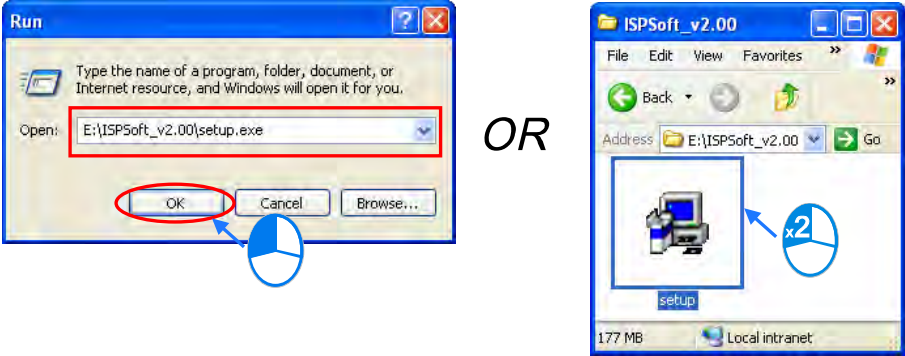 Run
Type the name of a program, folder, document, or
Internet resource, and Windows will open it for you.
Open: E:\ISPSoft_v2.00\setup.exe
OK Cancel Browse...
OR
ISPSoft_v2.00
File Edit View Favorites »
Back »
Address E:\ISPSoft_v2.00 Go
x2
setup
177 MB Local intranet